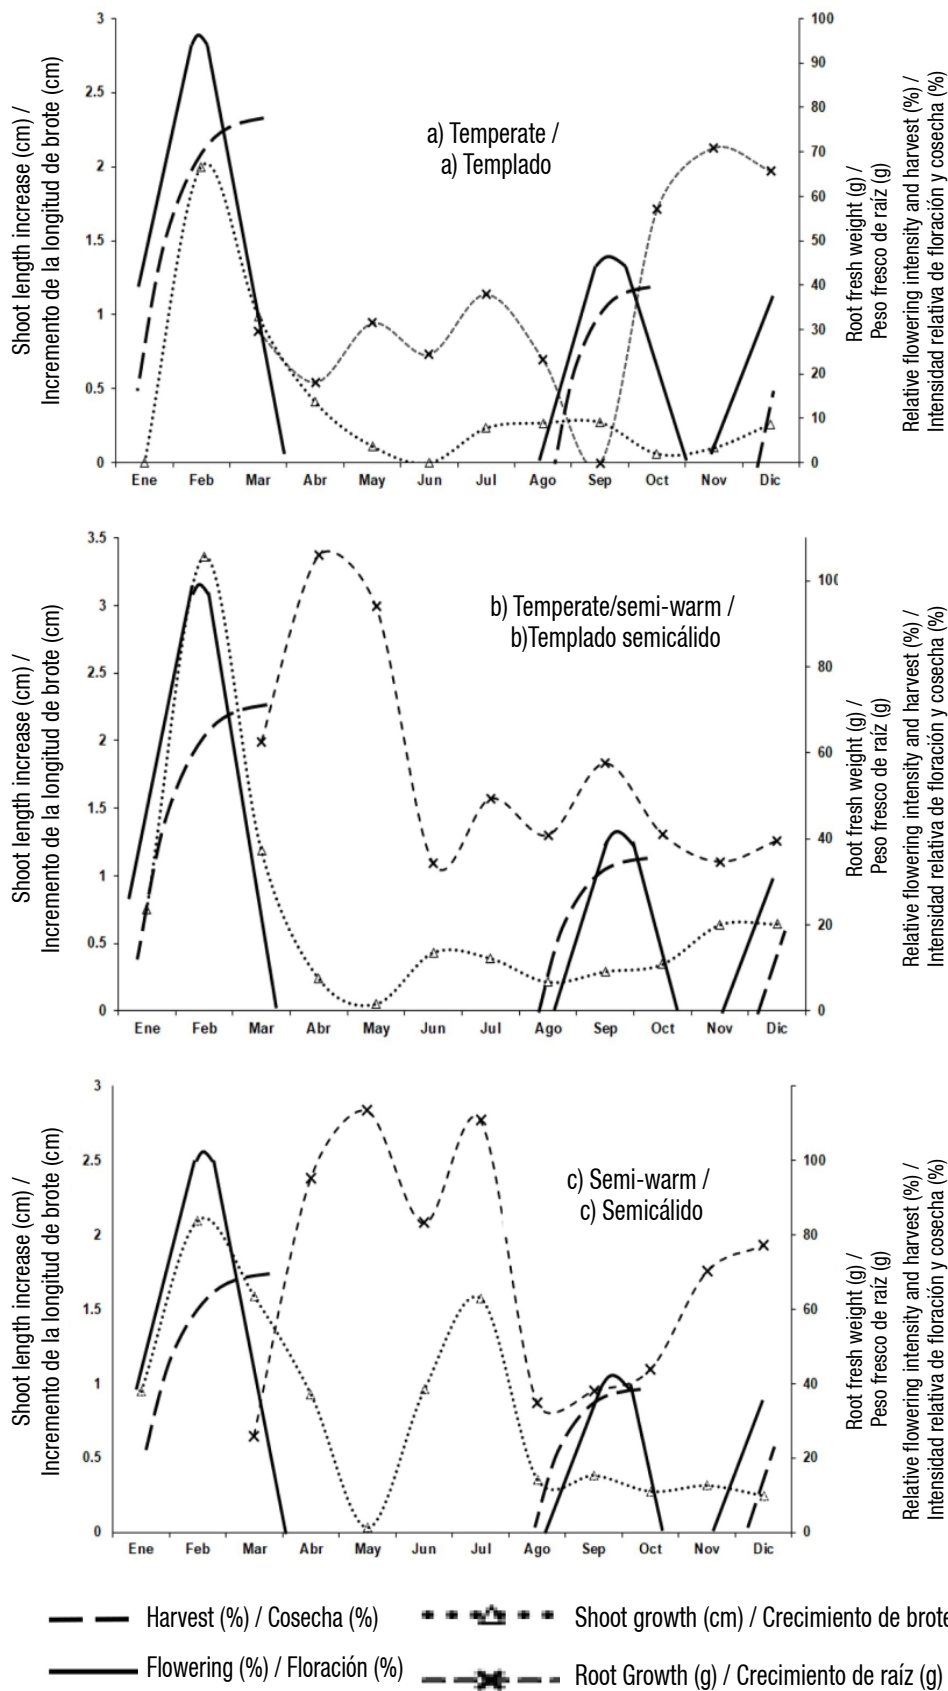 Shoot length increase (cm) /
Incremento de la longitud de brote (cm)
3
2.5
2
1.5
1
0.5
0
a) Temperate /
a) Templado
100
90
80
70
60
50
40
30
20
10
0
Root fresh weight (g) /
Peso fresco de raíz (g)
Relative flowering intensity and harvest (%) /
Intensidad relativa de floración y cosecha (%)
Ene Feb Mar Abr May Jun Jul Ago Sep Oct Nov Dic
Shoot length increase (cm) /
Incremento de la longitud de brote (cm)
3.5
3
2.5
2
1.5
1
0.5
0
b) Temperate/semi-warm /
b)Templado semicálido
100
80
60
40
20
0
Root fresh weight (g) /
Peso fresco de raíz (g)
Relative flowering intensity and harvest (%) /
Intensidad relativa de floración y cosecha (%)
Ene Feb Mar Abr May Jun Jul Ago Sep Oct Nov Dic
Shoot length increase (cm) /
Incremento de la longitud de brote (cm)
3
2.5
2
1.5
1
0.5
0
c) Semi-warm /
c) Semicálido
100
80
60
40
20
0
Root fresh weight (g) /
Peso fresco de raíz (g)
Relative flowering intensity and harvest (%) /
Intensidad relativa de floración y cosecha (%)
Ene Feb Mar Abr May Jun Jul Ago Sep Oct Nov Dic
Harvest (%) / Cosecha (%)
Shoot growth (cm) / Crecimiento de brote
Flowering (%) / Floración (%)
Root Growth (g) / Crecimiento de raíz (g)